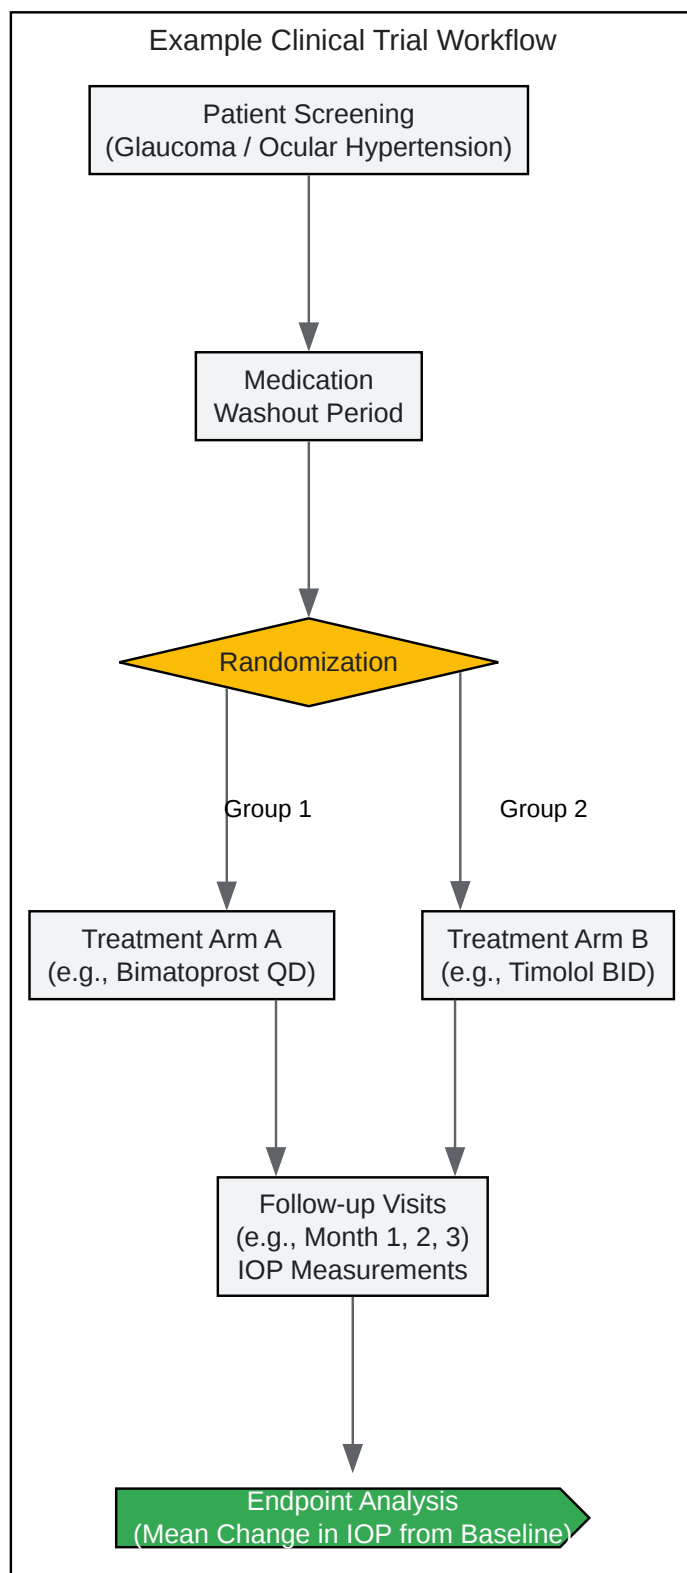 Example Clinical Trial Workflow
Patient Screening
(Glaucoma / Ocular Hypertension)
Medication
Washout Period
Randomization
Group 1
Group 2
Treatment Arm A
(e.g., Bimatoprost QD)
Treatment Arm B
(e.g., Timolol BID)
Follow-up Visits
(e.g., Month 1, 2, 3)
IOP Measurements
Endpoint Analysis
(Mean Change in IOP from Baseline)